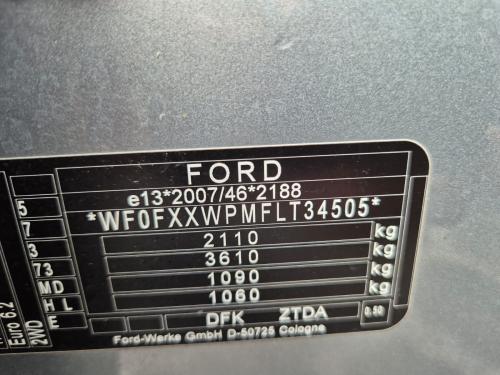 FORD
e13*2007/46*2188
*WF0FXXWPMFLT34505*
2110 kg
3610 kg
1090 kg
1060 kg
DFK ZTDA 0.50
Ford-Werke GmbH D-50725 Cologne
5
7
3
73
MD
H L
E
2WD
Euro 6.2